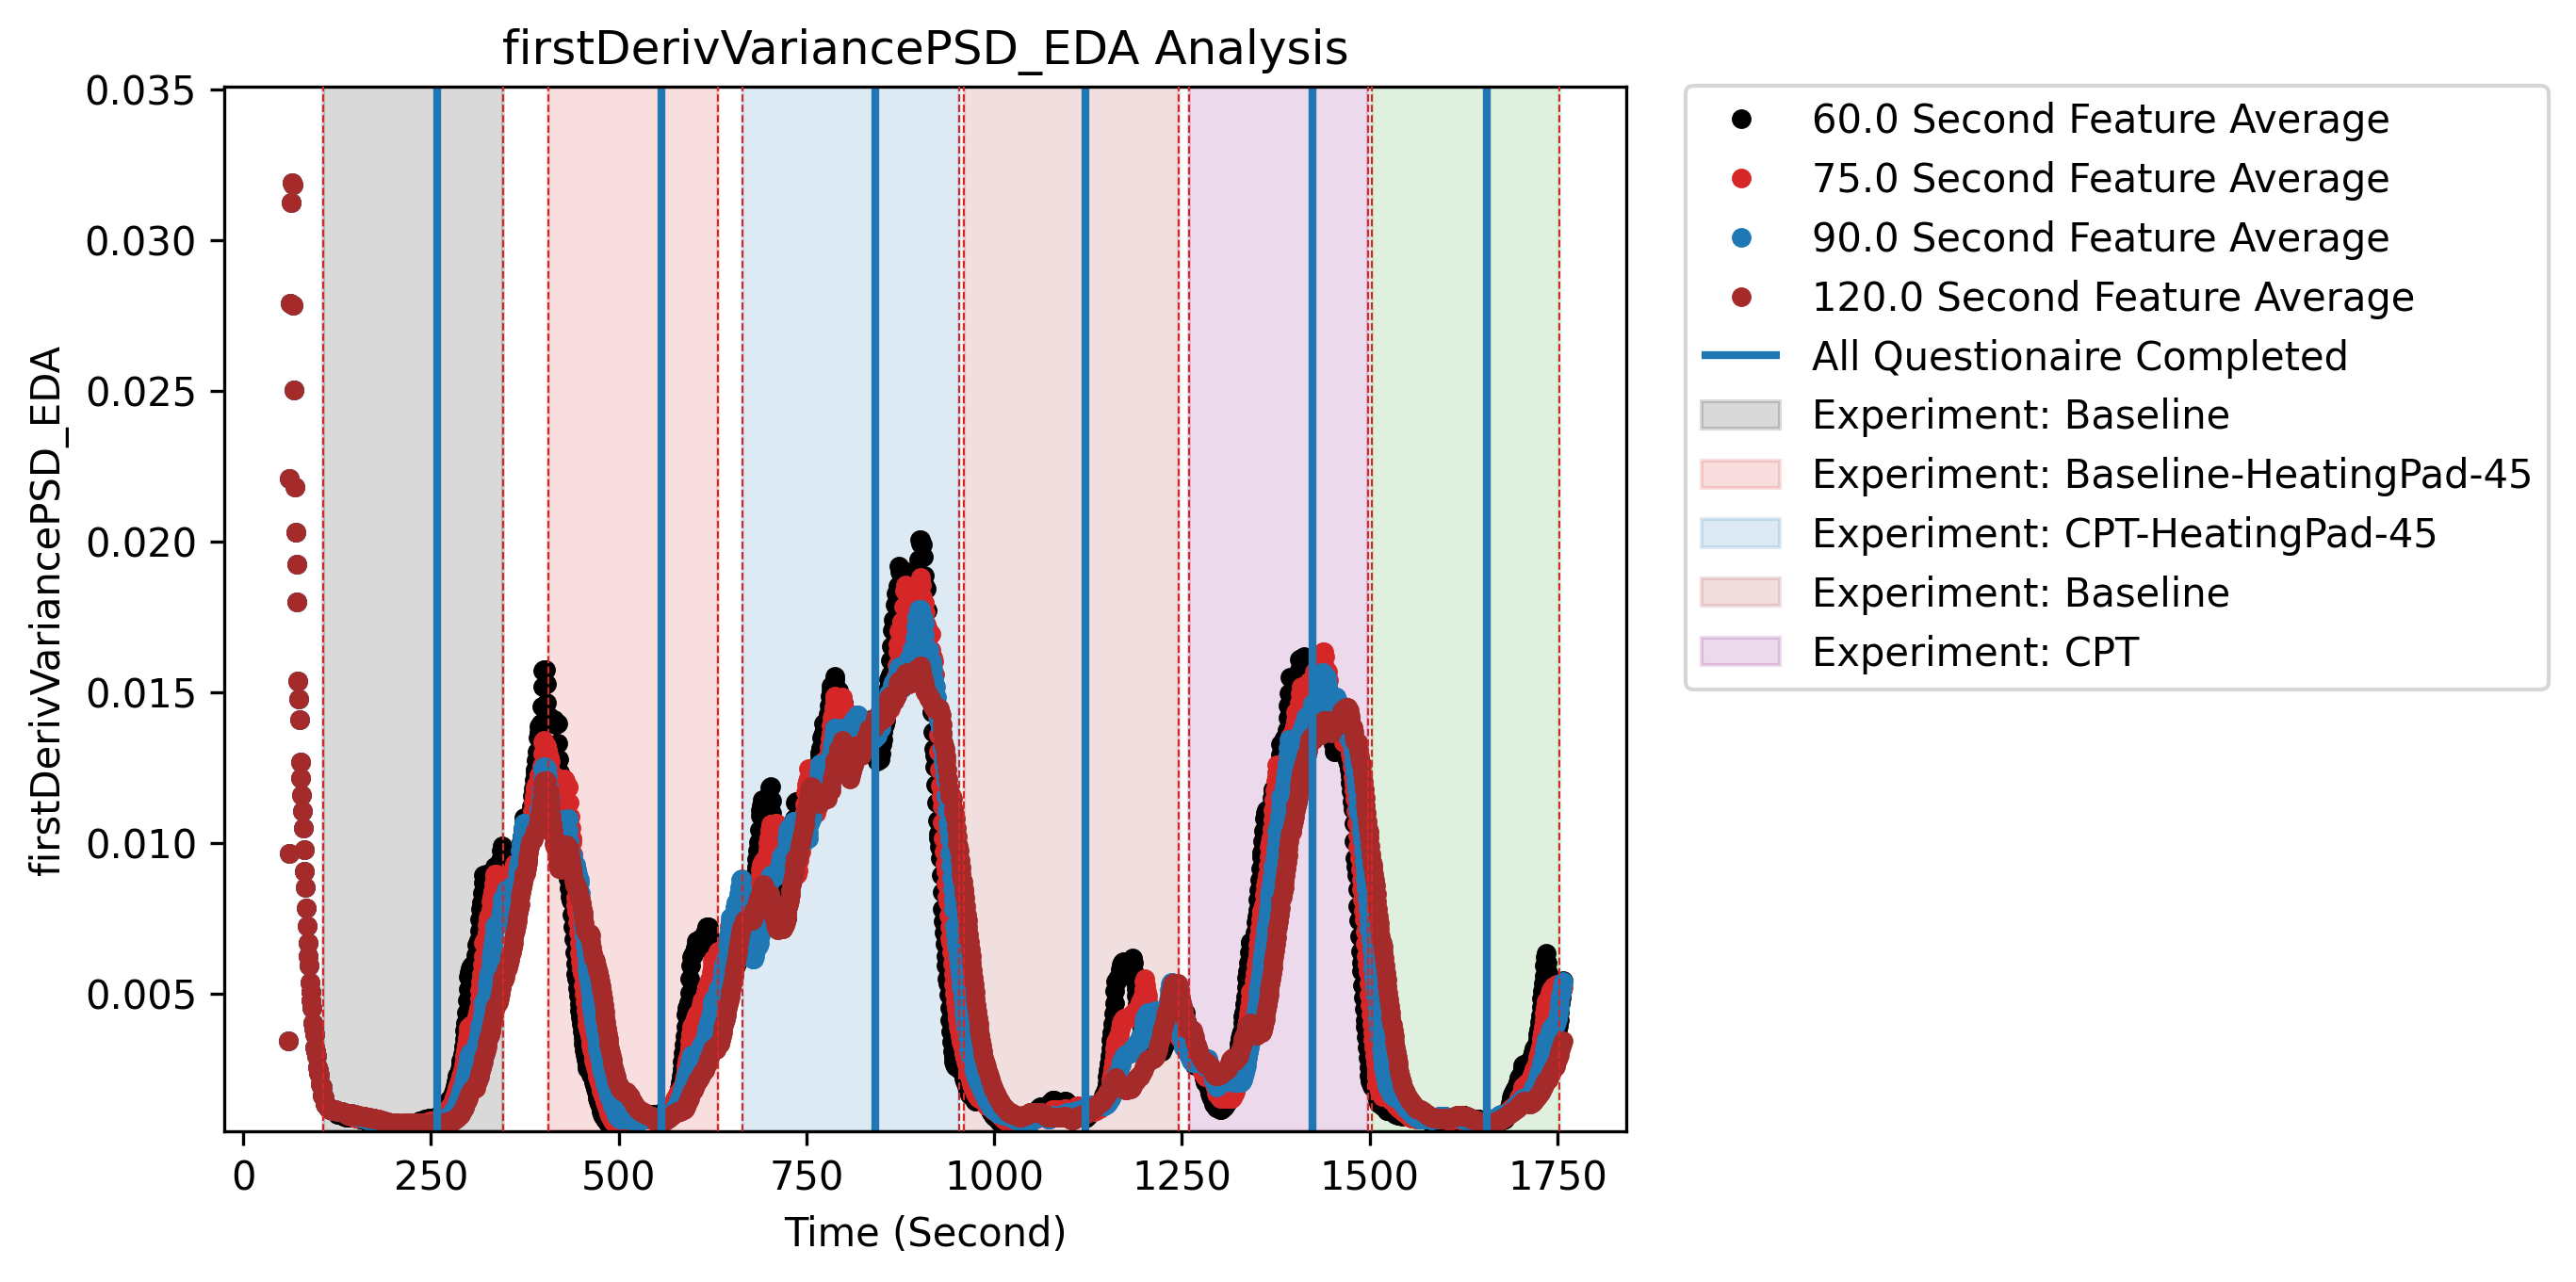 firstDerivVariancePSD_EDA Analysis
0.035
0.030
0.025
0.020
0.015
0.010
0.005
firstDerivVariancePSD_EDA
0 250 500 750 1000 1250 1500 1750
Time (Second)
60.0 Second Feature Average
75.0 Second Feature Average
90.0 Second Feature Average
120.0 Second Feature Average
All Questionaire Completed
Experiment: Baseline
Experiment: Baseline-HeatingPad-45
Experiment: CPT-HeatingPad-45
Experiment: Baseline
Experiment: CPT